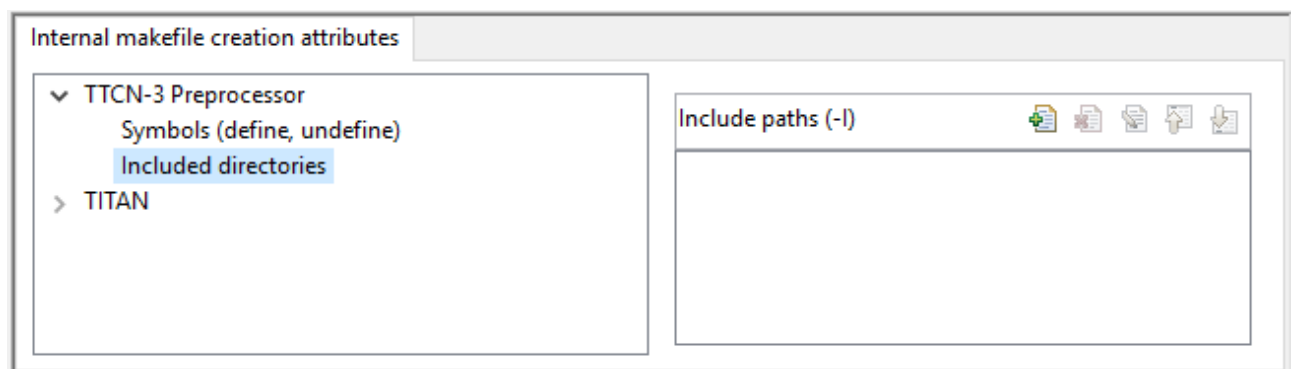 Internal makefile creation attributes
TTCN-3 Preprocessor
Symbols (define, undefine)
Included directories
TITAN
Include paths (-I)